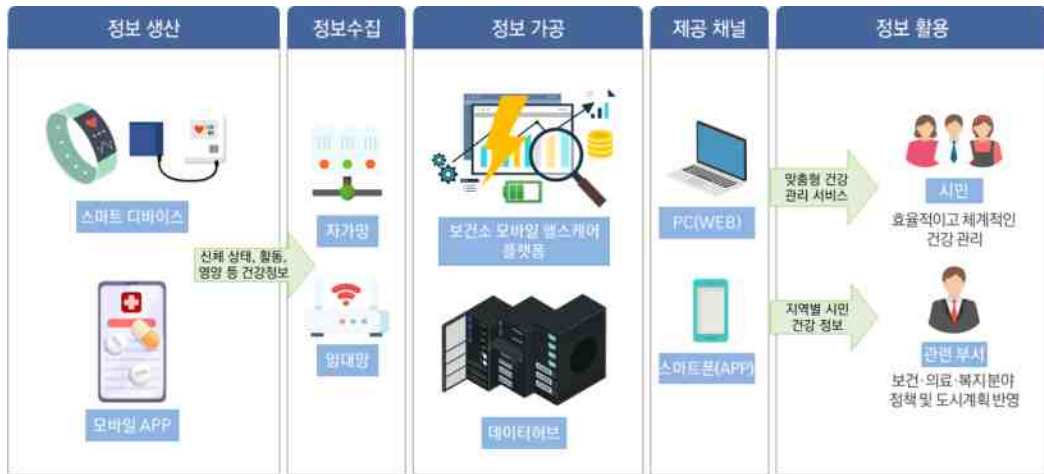 정보 생산
정보수집
정보 가공
제공 채널
정보 활용
스마트 디바이스
모바일 APP
신체 상태, 활동,
영양 등 건강정보
자가망
임대망
보건소 모바일 헬스케어
플랫폼
데이터허브
PC(WEB)
스마트폰(APP)
맞춤형 건강
관리 서비스
지역별 시민
건강 정보
시민
효율적이고 체계적인
건강 관리
관련 부서
보건·의료·복지 분야
정책 및 도시계획 반영